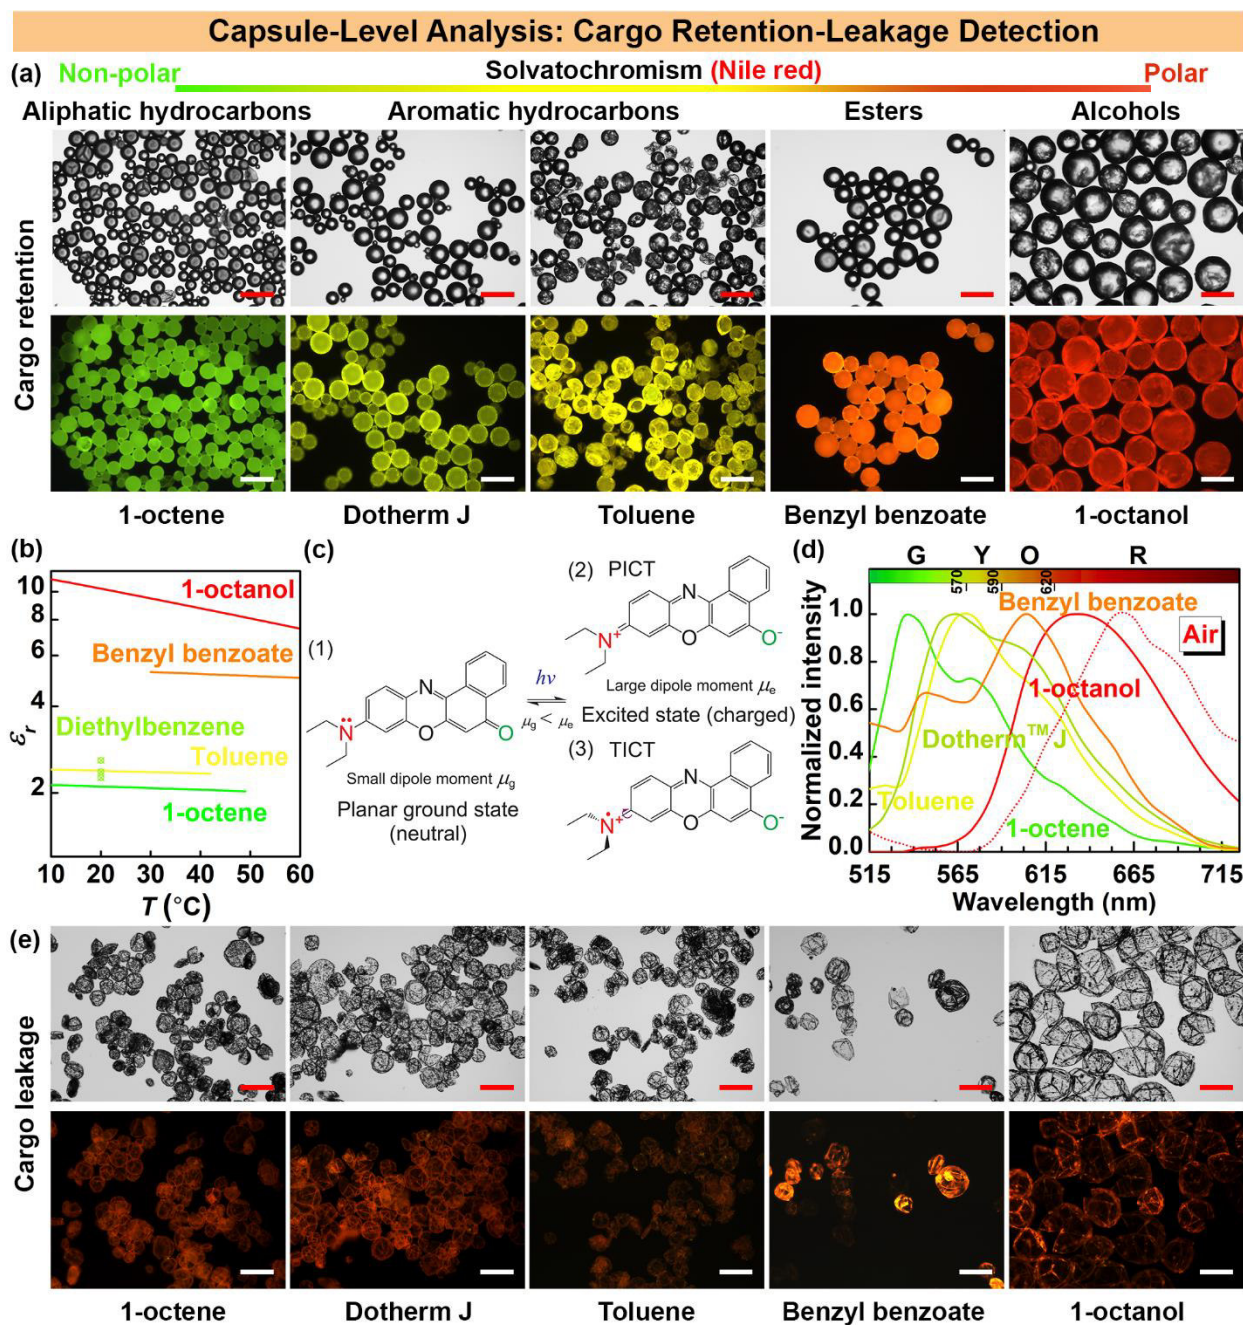 Capsule-Level Analysis: Cargo Retention-Leakage Detection
(a)
Non-polar
Solvatochromism (Nile red)
Polar
Aliphatic hydrocarbons
Aromatic hydrocarbons
Esters
Alcohols
Cargo retention
1-octene
Dotherm J
Toluene
Benzyl benzoate
1-octanol
(b)
10
8
6
4
2
εr
1-octanol
Benzyl benzoate
Diethylbenzene
Toluene
1-octene
10 20 30 40 50 60
T (°C)
(c)
(1)
N
N
O
O
Small dipole moment μg
Planar ground state
(neutral)
hν
μg < μe
(2) PICT
N
N+
O
O-
Large dipole moment μe
Excited state (charged)
(3) TICT
N
N+
O
O-
(d)
G Y O R
570
590
620
Normalized intensity
1.0
0.8
0.6
0.4
0.2
0.0
Benzyl benzoate
Air
1-octanol
Dotherm™ J
Toluene
1-octene
515 565 615 665 715
Wavelength (nm)
(e)
Cargo leakage
1-octene
Dotherm J
Toluene
Benzyl benzoate
1-octanol